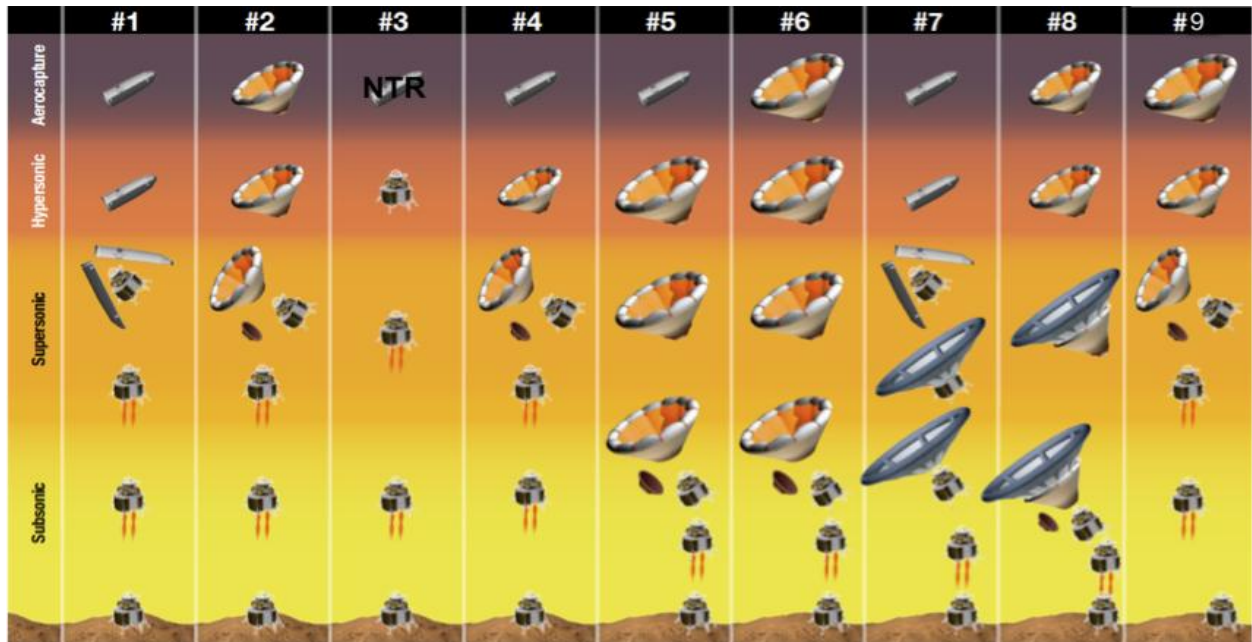 #1 #2 #3 #4 #5 #6 #7 #8 #9
Aerocapture
NTR
Hypersonic
Supersonic
Subsonic